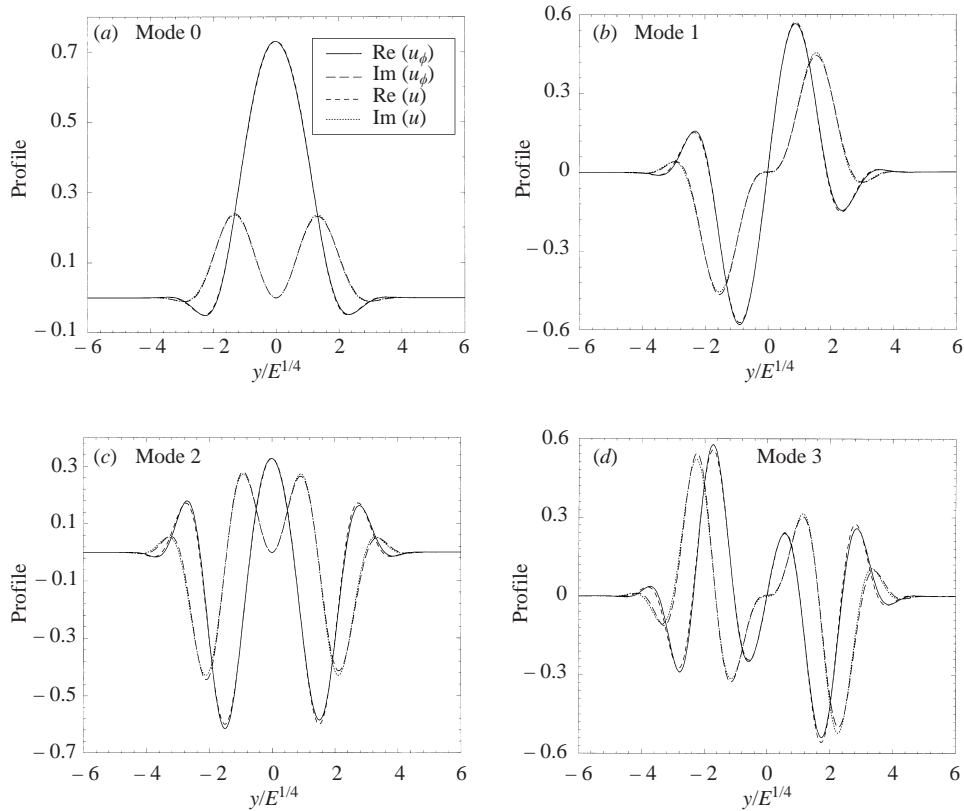 (a) Mode 0
Re (u_ϕ)
Im (u_ϕ)
Re (u)
Im (u)
0.7
0.5
0.3
0.1
– 0.1
Profile
– 6 – 4 – 2 0 2 4 6
y/E^{1/4}
(b) Mode 1
0.6
0.3
0
– 0.3
– 0.6
Profile
– 6 – 4 – 2 0 2 4 6
y/E^{1/4}
(c) Mode 2
0.3
0.1
– 0.1
– 0.3
– 0.5
– 0.7
Profile
– 6 – 4 – 2 0 2 4 6
y/E^{1/4}
(d) Mode 3
0.6
0.3
0
– 0.3
– 0.6
Profile
– 6 – 4 – 2 0 2 4 6
y/E^{1/4}